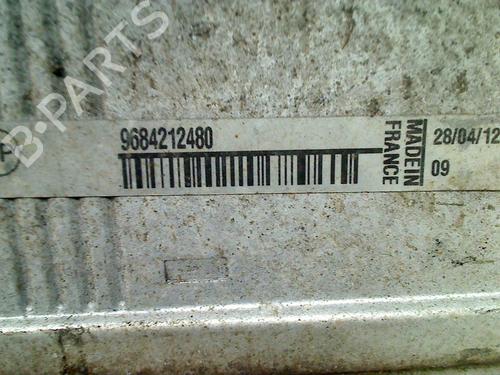 B-PARTS
P
9684212480
MADE IN
FRANCE
28/04/12
09